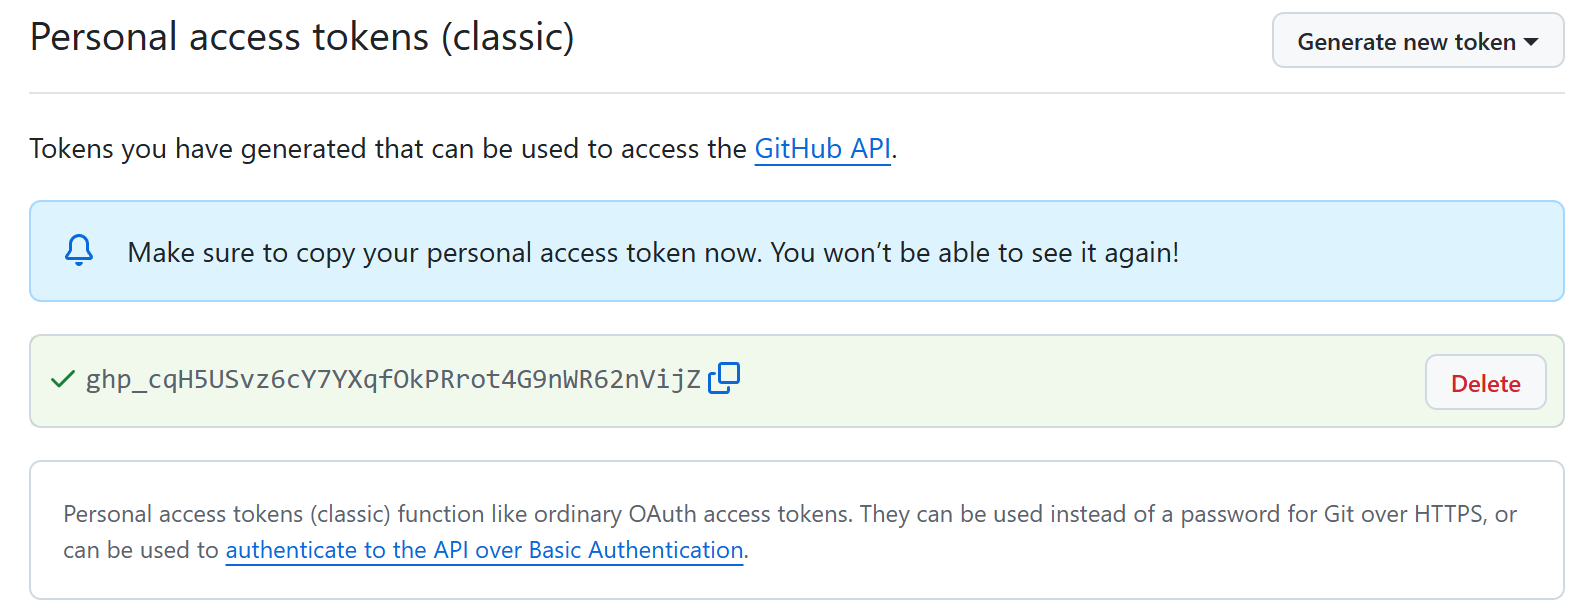 Personal access tokens (classic)
Generate new token
Tokens you have generated that can be used to access the GitHub API.
Make sure to copy your personal access token now. You won’t be able to see it again!
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
Delete
Personal access tokens (classic) function like ordinary OAuth access tokens. They can be used instead of a password for Git over HTTPS, or
can be used to authenticate to the API over Basic Authentication.